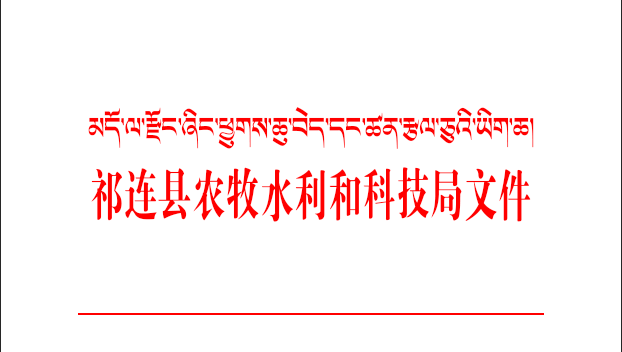 མདོ་ལ་རྫོང་ཞིང་ཕྱུགས་ཆུ་བེད་དང་ཚན་རྩལ་ཅུའི་ཡིག་ཆ།
祁连县农牧水利和科技局文件